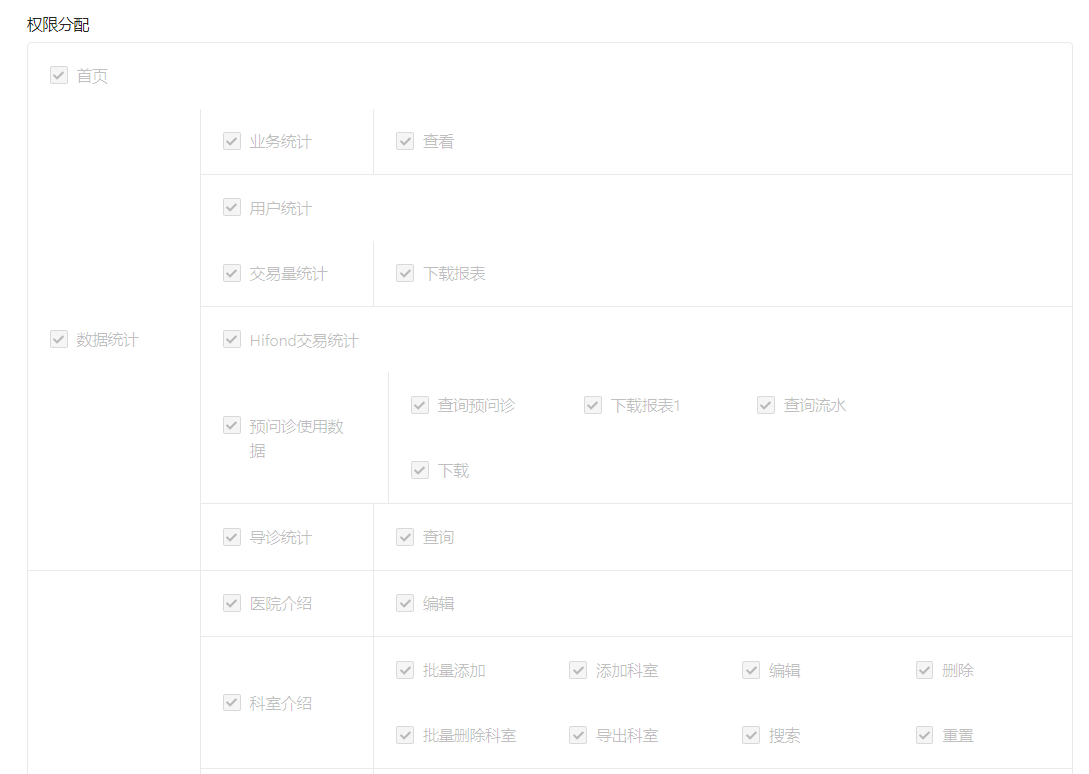 权限分配
首页
业务统计
查看
用户统计
交易量统计
下载报表
数据统计
Hifond交易统计
预问诊使用数
据
查询预问诊
下载报表1
查询流水
下载
导诊统计
查询
医院介绍
编辑
科室介绍
批量添加
添加科室
编辑
删除
批量删除科室
导出科室
搜索
重置